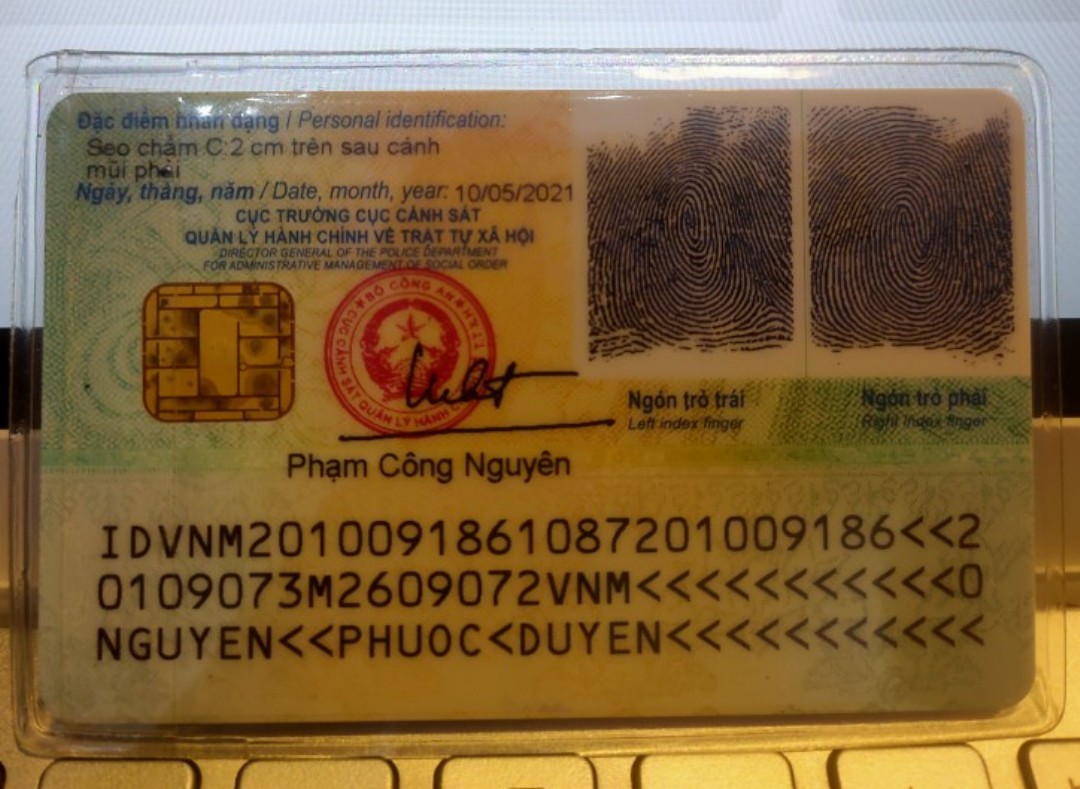 Đặc điểm nhân dạng / Personal identification:
Sẹo chấm C:2 cm trên sau cánh
mũi phải
Ngày, tháng, năm / Date, month, year: 10/05/2021
CỤC TRƯỞNG CỤC CẢNH SÁT
QUẢN LÝ HÀNH CHÍNH VỀ TRẬT TỰ XÃ HỘI
DIRECTOR GENERAL OF THE POLICE DEPARTMENT
FOR ADMINISTRATIVE MANAGEMENT OF SOCIAL ORDER
BỘ CÔNG AN
CỤC CẢNH SÁT QUẢN LÝ HÀNH
Ngón trỏ trái
Left index finger
Ngón trỏ phải
Right index finger
Phạm Công Nguyên
IDVNM2010091861087201009186<<2
0109073M2609072VNM<<<<<<<<<<<0
NGUYEN<<PHUOC<DUYEN<<<<<<<<<<<